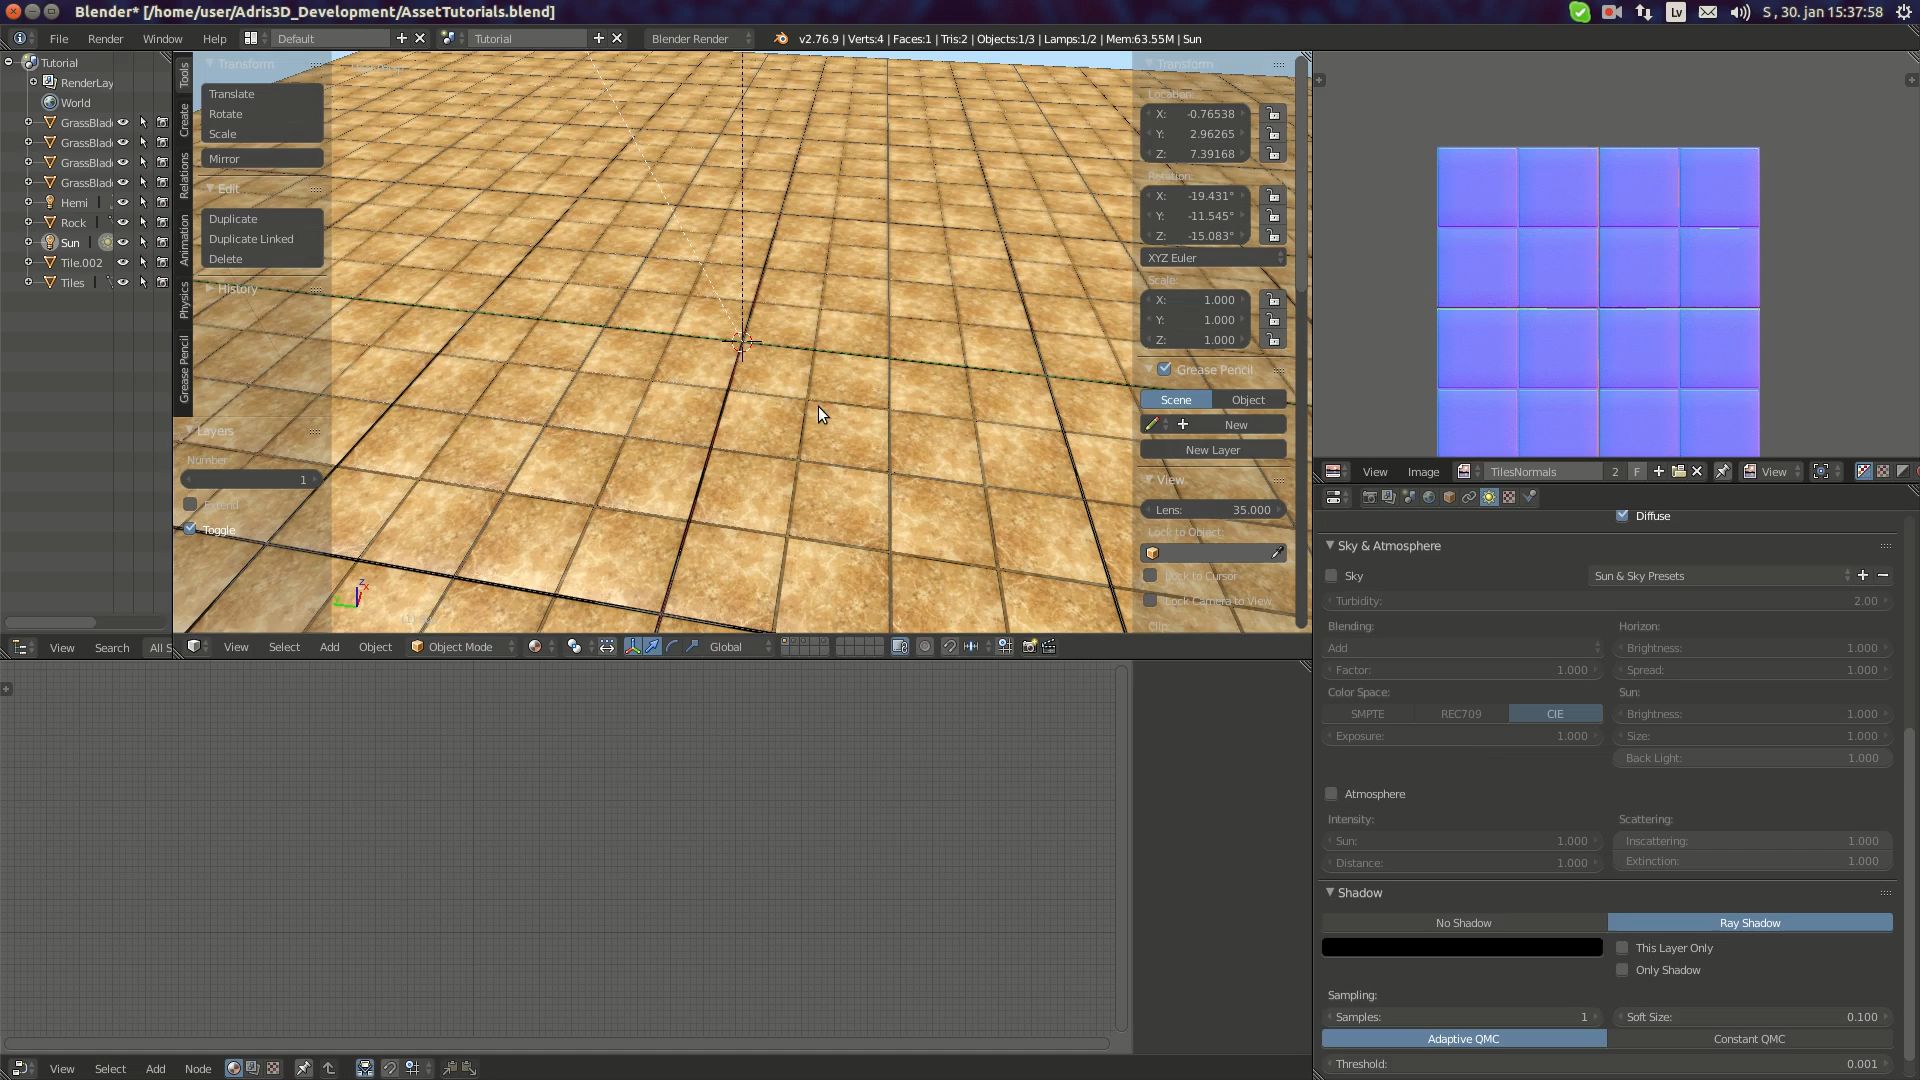 Blender* [/home/user/Adris3D_Development/AssetTutorials.blend]
Lv
S , 30. jan 15:37:58
File Render Window Help Default Tutorial Blender Render v2.76.9 | Verts:4 | Faces:1 | Tris:2 | Objects:1/3 | Lamps:1/2 | Mem:63.55M | Sun
Tutorial
RenderLay
World
GrassBlad
GrassBlad
GrassBlad
GrassBlad
Hemi
Rock
Sun
Tile.002
Tiles
View Search All S
Tools
Create
Relations
Animation
Physics
Grease Pencil
Transform
Translate
Rotate
Scale
Mirror
Edit
Duplicate
Duplicate Linked
Delete
History
Layers
Number
1
Extend
Toggle
Transform
Location:
X: -0.76538
Y: 2.96265
Z: 7.39168
Rotation:
X: -19.431°
Y: -11.545°
Z: -15.083°
XYZ Euler
Scale:
X: 1.000
Y: 1.000
Z: 1.000
Grease Pencil
Scene Object
New
New Layer
View
Lens: 35.000
Lock to Object:
Lock to Cursor
Lock Camera to View
Clip:
View Select Add Object Object Mode Global
View Image TilesNormals 2 F View
Diffuse
Sky & Atmosphere
Sky Sun & Sky Presets
Turbidity: 2.00
Blending: Horizon:
Add Brightness: 1.000
Factor: 1.000 Spread: 1.000
Color Space: Sun:
SMPTE REC709 CIE Brightness: 1.000
Exposure: 1.000 Size: 1.000
Back Light: 1.000
Atmosphere
Intensity: Scattering:
Sun: 1.000 Inscattering: 1.000
Distance: 1.000 Extinction: 1.000
Shadow
No Shadow Ray Shadow
This Layer Only
Only Shadow
Sampling:
Samples: 1 Soft Size: 0.100
Adaptive QMC Constant QMC
Threshold: 0.001
View Select Add Node